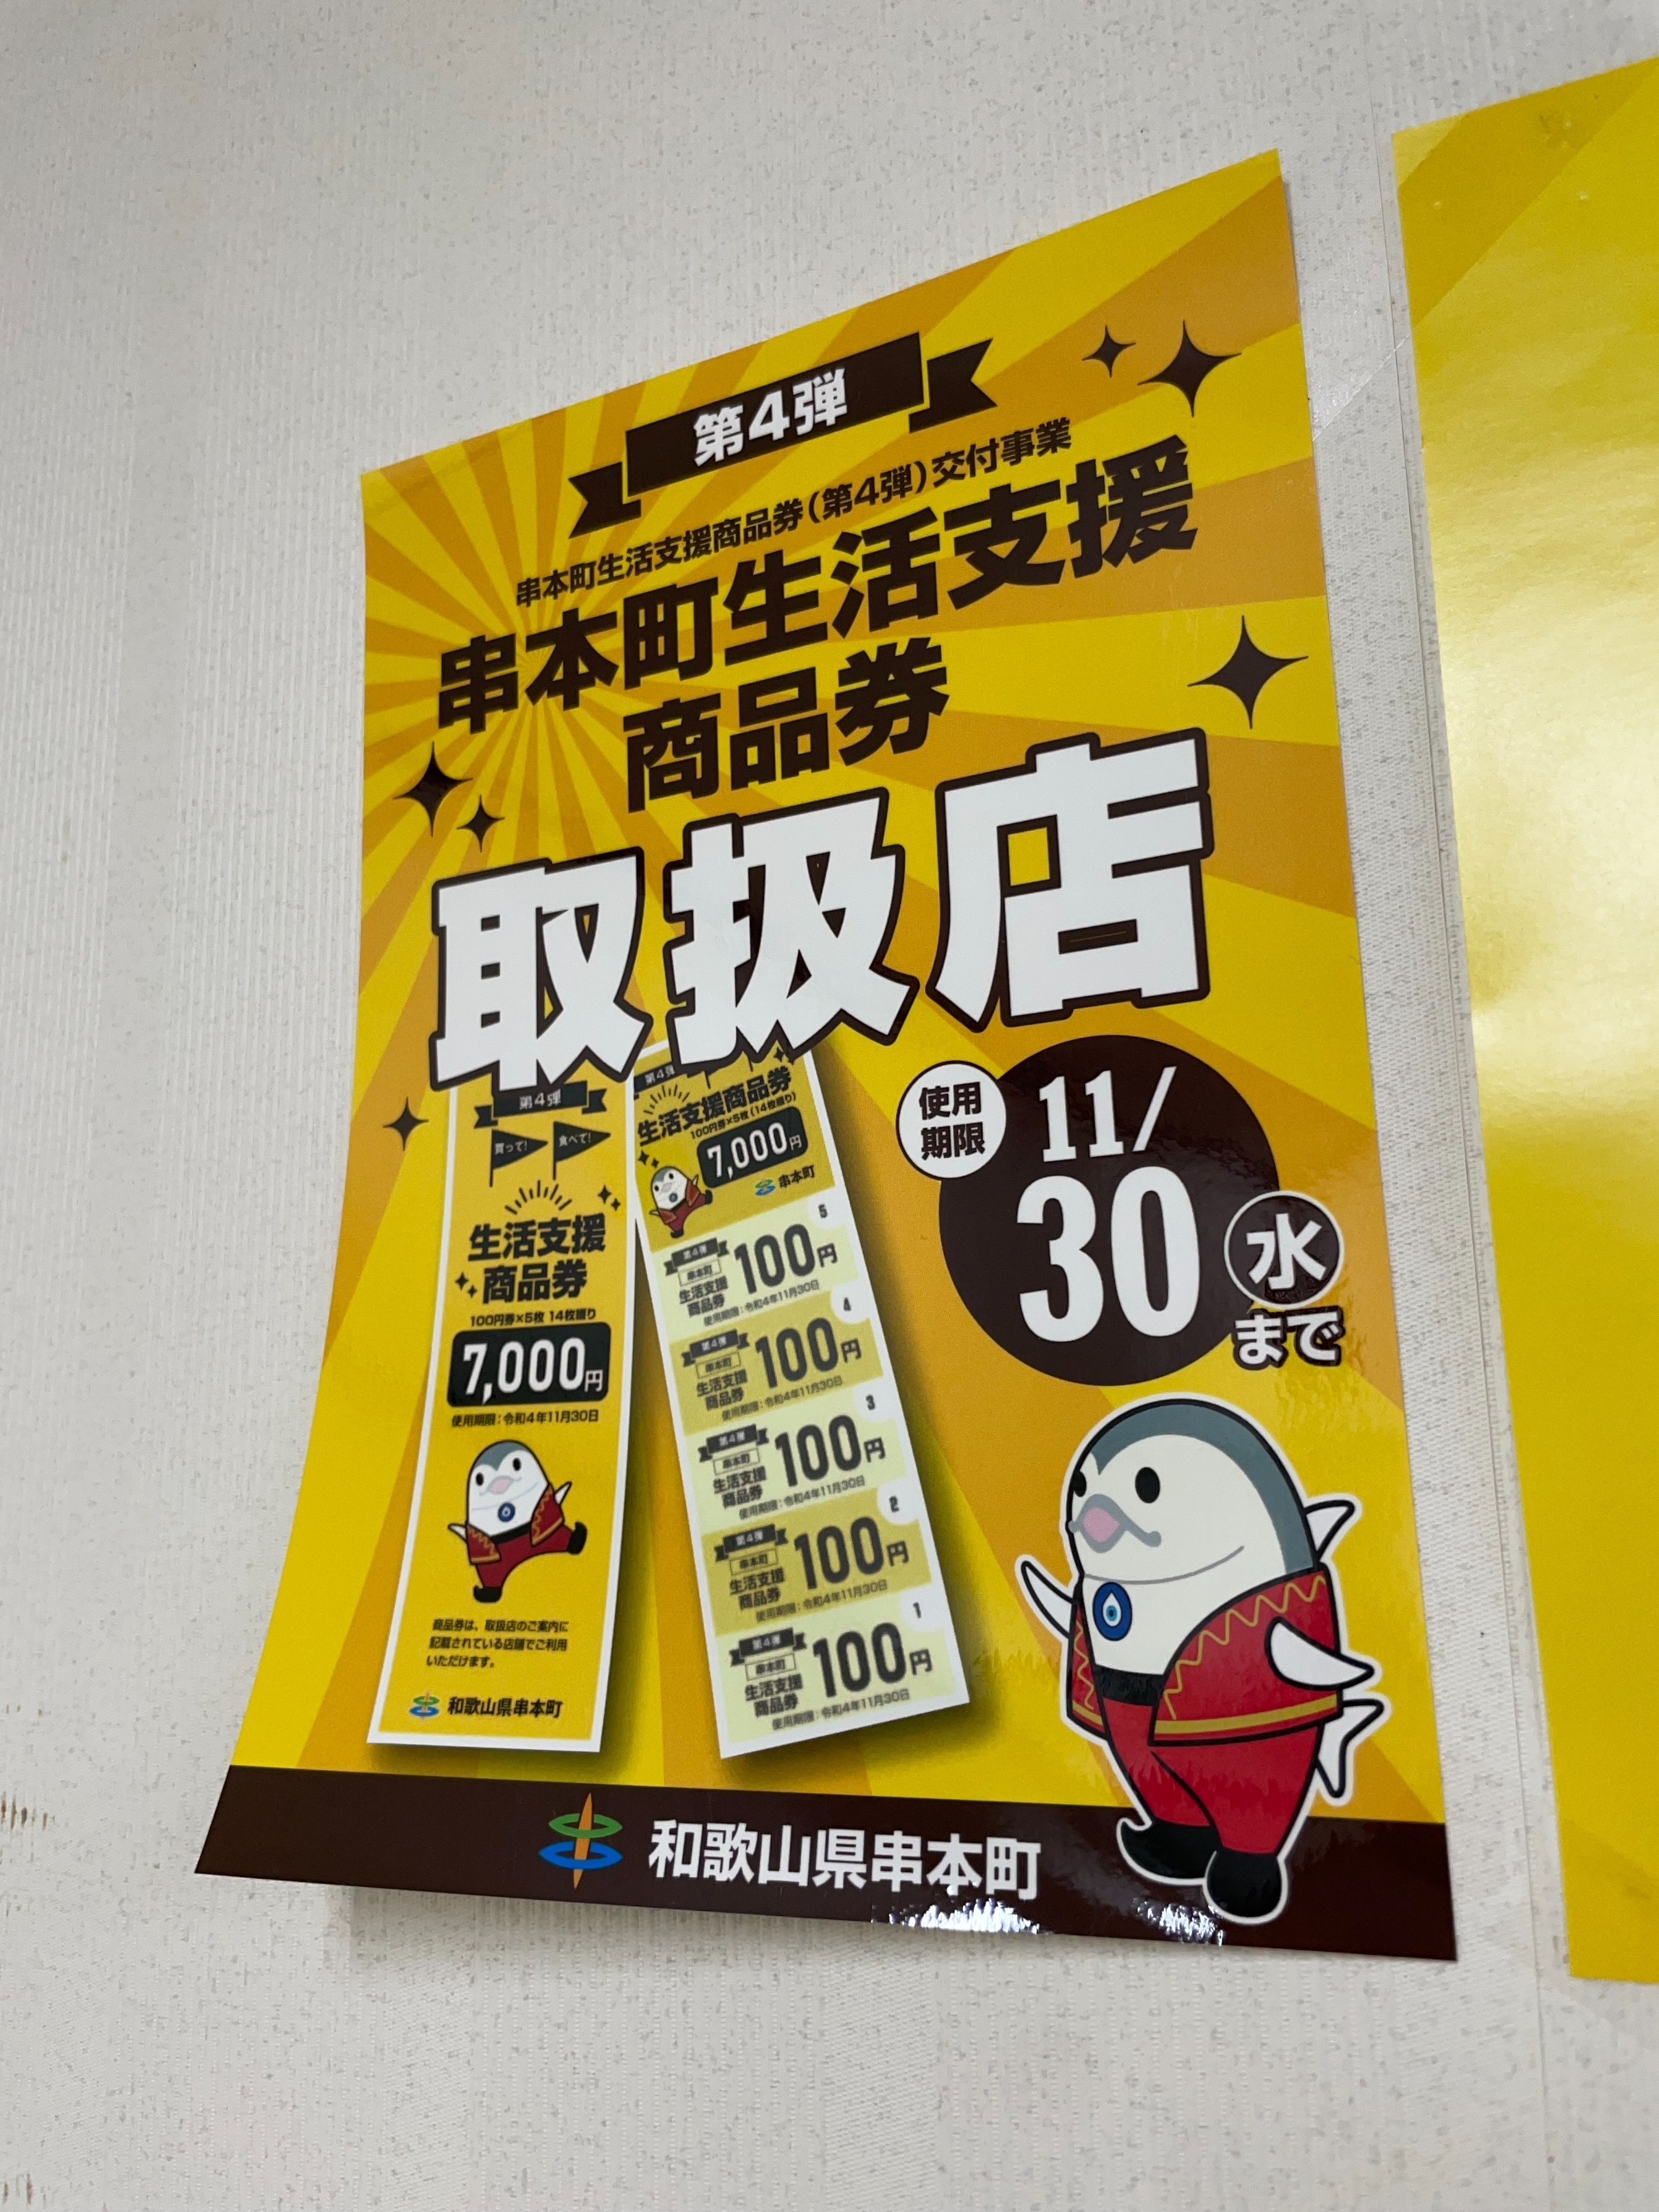 第4弾
串本町生活支援商品券(第4弾)交付事業
串本町生活支援
商品券
取扱店
使用
期限
11/
30
水
まで
第4弾
買って!
食べて!
生活支援
商品券
100円券×5枚 14枚綴り
7,000円
使用期限:令和4年11月30日
商品券は、取扱店のご案内に
記載されている店舗でご利用
いただけます。
和歌山県串本町
第4弾
生活支援商品券
100円券×5枚(14枚綴り)
7,000円
串本町
5
第4弾
串本町
生活支援
商品券
100円
使用期限:令和4年11月30日
4
第4弾
串本町
生活支援
商品券
100円
使用期限:令和4年11月30日
3
第4弾
串本町
生活支援
商品券
100円
使用期限:令和4年11月30日
2
第4弾
串本町
生活支援
商品券
100円
使用期限:令和4年11月30日
1
第4弾
串本町
生活支援
商品券
100円
使用期限:令和4年11月30日
和歌山県串本町